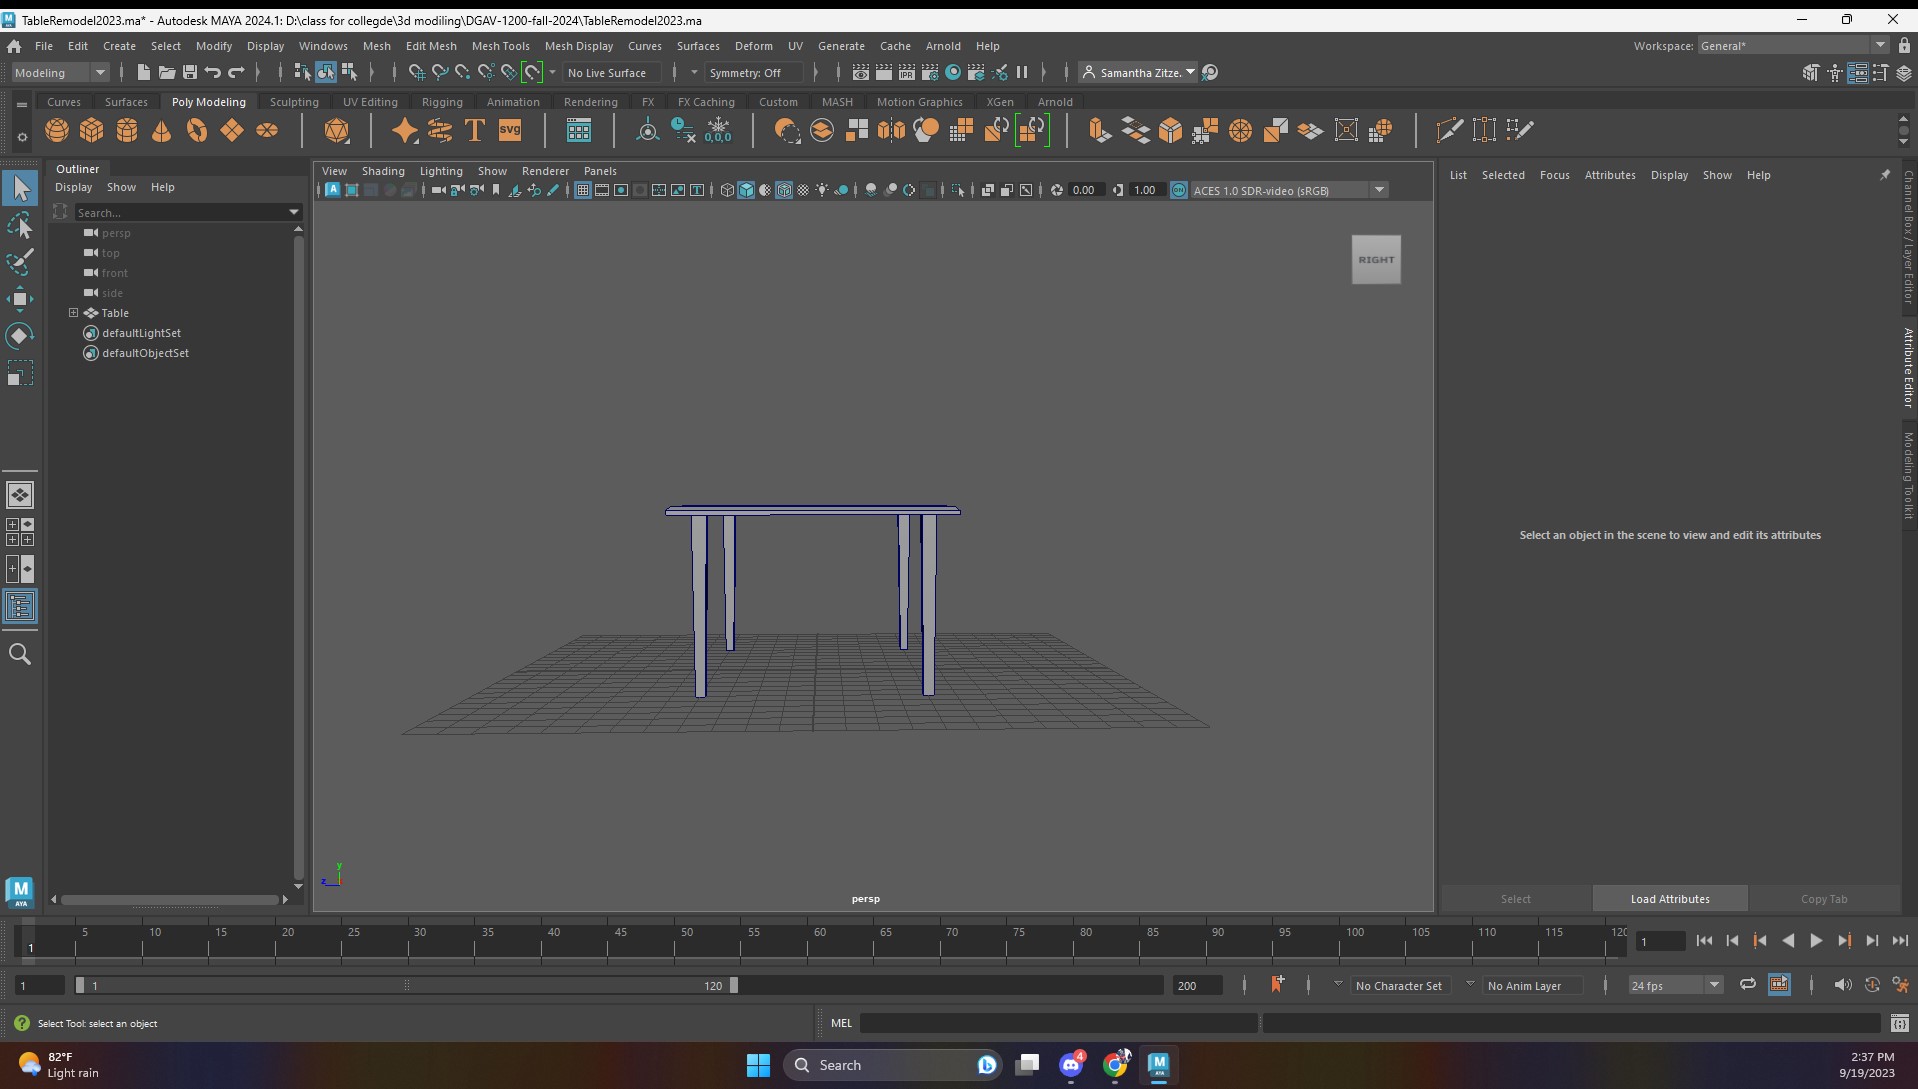 TableRemodel2023.ma* - Autodesk MAYA 2024.1: D:\class for collegde\3d modiling\DGAV-1200-fall-2024\TableRemodel2023.ma
File Edit Create Select Modify Display Windows Mesh Edit Mesh Mesh Tools Mesh Display Curves Surfaces Deform UV Generate Cache Arnold Help
Workspace: General*
Modeling
No Live Surface
Symmetry: Off
IPR
Samantha Zitze.
Curves Surfaces Poly Modeling Sculpting UV Editing Rigging Animation Rendering FX FX Caching Custom MASH Motion Graphics XGen Arnold
T
SVG
0,0,0
Outliner
Display Show Help
Search...
persp
top
front
side
Table
defaultLightSet
defaultObjectSet
View Shading Lighting Show Renderer Panels
0.00
1.00
ON
ACES 1.0 SDR-video (sRGB)
RIGHT
y
z
persp
List Selected Focus Attributes Display Show Help
Select an object in the scene to view and edit its attributes
Select Load Attributes Copy Tab
Channel Box / Layer Editor
Attribute Editor
Modeling Toolkit
M
AYA
5 10 15 20 25 30 35 40 45 50 55 60 65 70 75 80 85 90 95 100 105 110 115 120
1
1
1
1
120
200
No Character Set
No Anim Layer
24 fps
Select Tool: select an object
MEL
82°F
Light rain
Search
4
M
AYA
2:37 PM
9/19/2023